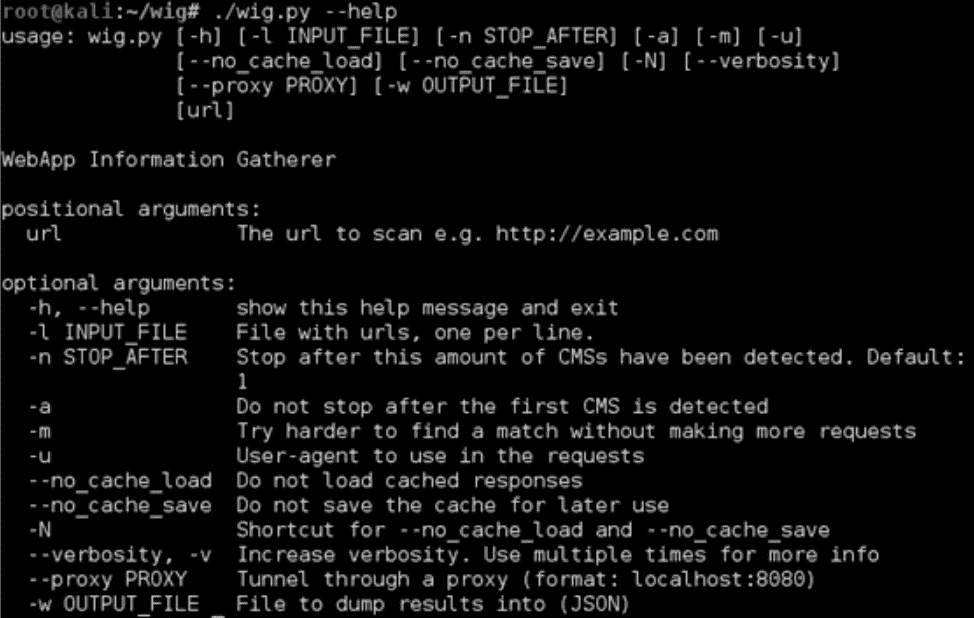 root@kali:~/wig# ./wig.py --help
usage: wig.py [-h] [-l INPUT_FILE] [-n STOP_AFTER] [-a] [-m] [-u]
              [--no_cache_load] [--no_cache_save] [-N] [--verbosity]
              [--proxy PROXY] [-w OUTPUT_FILE]
              [url]

WebApp Information Gatherer

positional arguments:
  url              The url to scan e.g. http://example.com

optional arguments:
  -h, --help       show this help message and exit
  -l INPUT_FILE    File with urls, one per line.
  -n STOP_AFTER    Stop after this amount of CMSs have been detected. Default:
                   1
  -a               Do not stop after the first CMS is detected
  -m               Try harder to find a match without making more requests
  -u               User-agent to use in the requests
  --no_cache_load  Do not load cached responses
  --no_cache_save  Do not save the cache for later use
  -N               Shortcut for --no_cache_load and --no_cache_save
  --verbosity, -v  Increase verbosity. Use multiple times for more info
  --proxy PROXY    Tunnel through a proxy (format: localhost:8080)
  -w OUTPUT_FILE   File to dump results into (JSON)